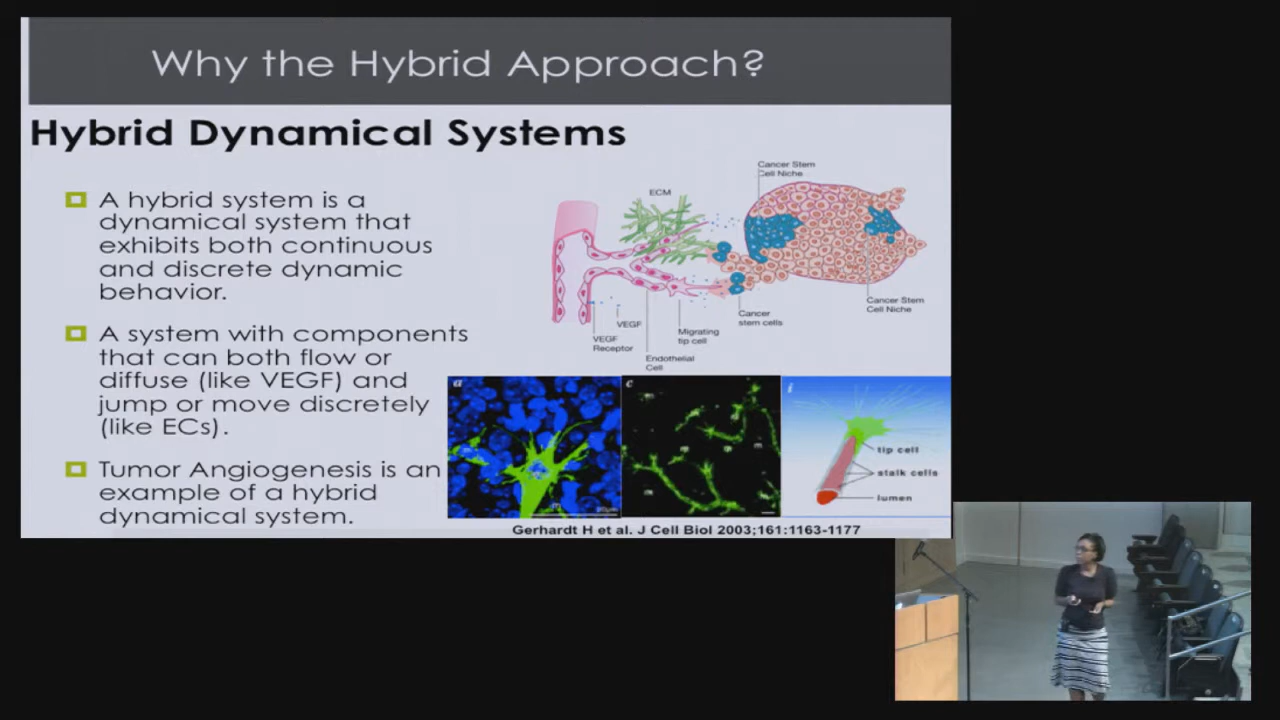 Why the Hybrid Approach?
Hybrid Dynamical Systems
A hybrid system is a
dynamical system that
exhibits both continuous
and discrete dynamic
behavior.
A system with components
that can both flow or
diffuse (like VEGF) and
jump or move discretely
(like ECs).
Tumor Angiogenesis is an
example of a hybrid
dynamical system.
Cancer Stem
Cell Niche
ECM
Cancer Stem
Cell Niche
Cancer
stem cells
VEGF
Migrating
tip cell
VEGF
Receptor
Endothelial
Cell
a
c
i
tip cell
stalk cells
lumen
Gerhardt H et al. J Cell Biol 2003;161:1163-1177